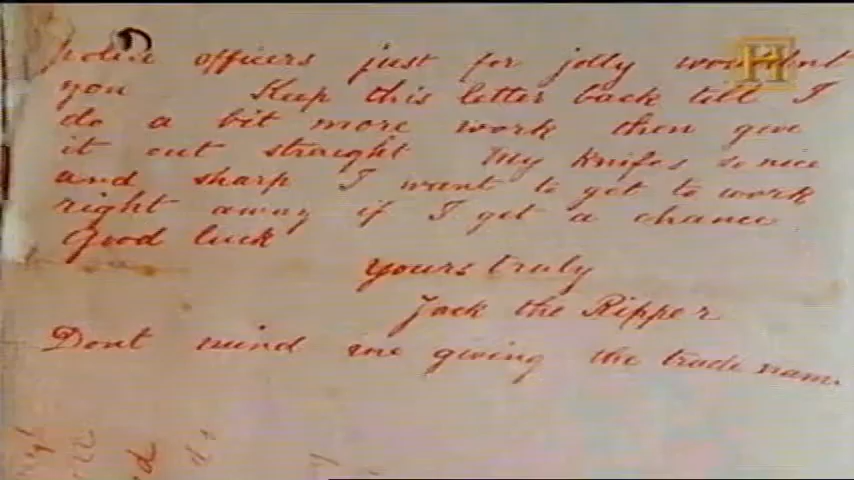 police officers just for jolly wouldnt
you Keep this letter back till I
do a bit more work then give
it out straight My knifes so nice
and sharp I want to get to work
right away if I get a chance
Good luck
yours truly
Jack the Ripper
Dont mind me giving the trade name
H